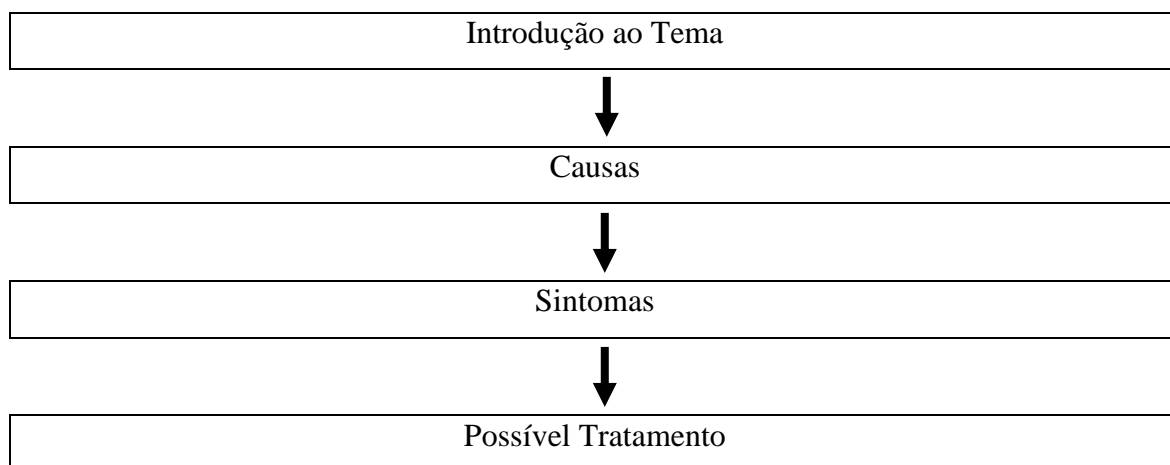 Introdução ao Tema
Causas
Sintomas
Possível Tratamento